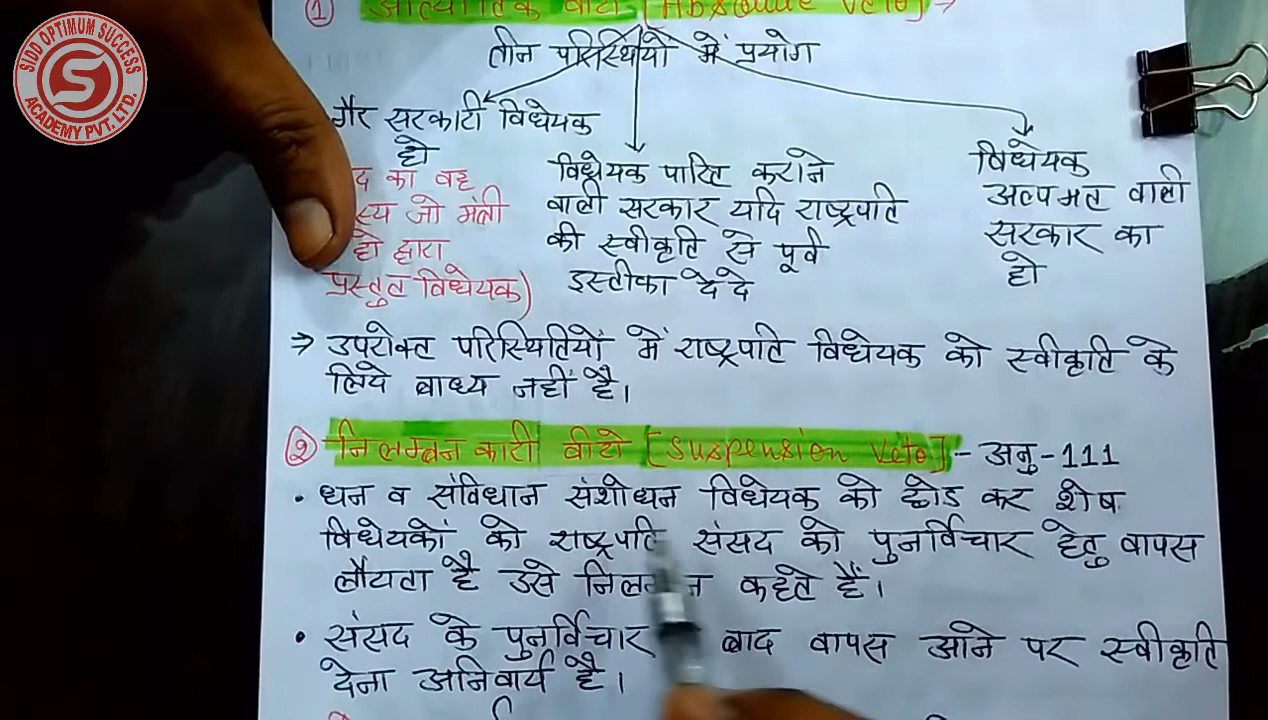 SIDD OPTIMUM SUCCESS
S
ACADEMY PVT. LTD.
① आत्यांतिक वीटो [Absolute Veto] →
तीन परिस्थियों में प्रयोग
गैर सरकारी विधेयक
हो
का वह
जो मंत्री
हो द्वारा
प्रस्तुत विधेयक)
विधेयक पारित कराने
वाली सरकार यदि राष्ट्रपति
की स्वीकृति से पूर्व
इस्तीफा दे दे
विधेयक
अल्पमत वाली
सरकार का
हो
⇒ उपरोक्त परिस्थितियों में राष्ट्रपति विधेयक को स्वीकृति के
लिये बाध्य नहीं है।
② निलम्बन कारी वीटो [Suspension Veto] - अनु - 111
• धन व संविधान संशोधन विधेयक को छोड कर शेष
विधेयकों को राष्ट्रपति संसद को पुनर्विचार हेतु वापस
लौटाता है उसे कहते हैं।
• संसद के पुनर्विचार बाद वापस आने पर स्वीकृति
देना अनिवार्य है।